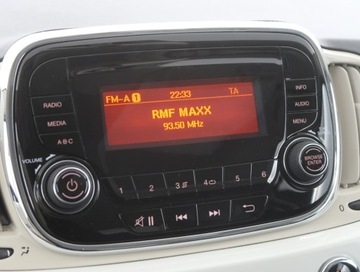 FM-A 1 22:33 TA
RMF MAXX
93.50 MHz
RADIO
MEDIA
A B C
VOLUME
INFO
AUDIO
MENU
BROWSE
ENTER
1 2 3 4 5 6